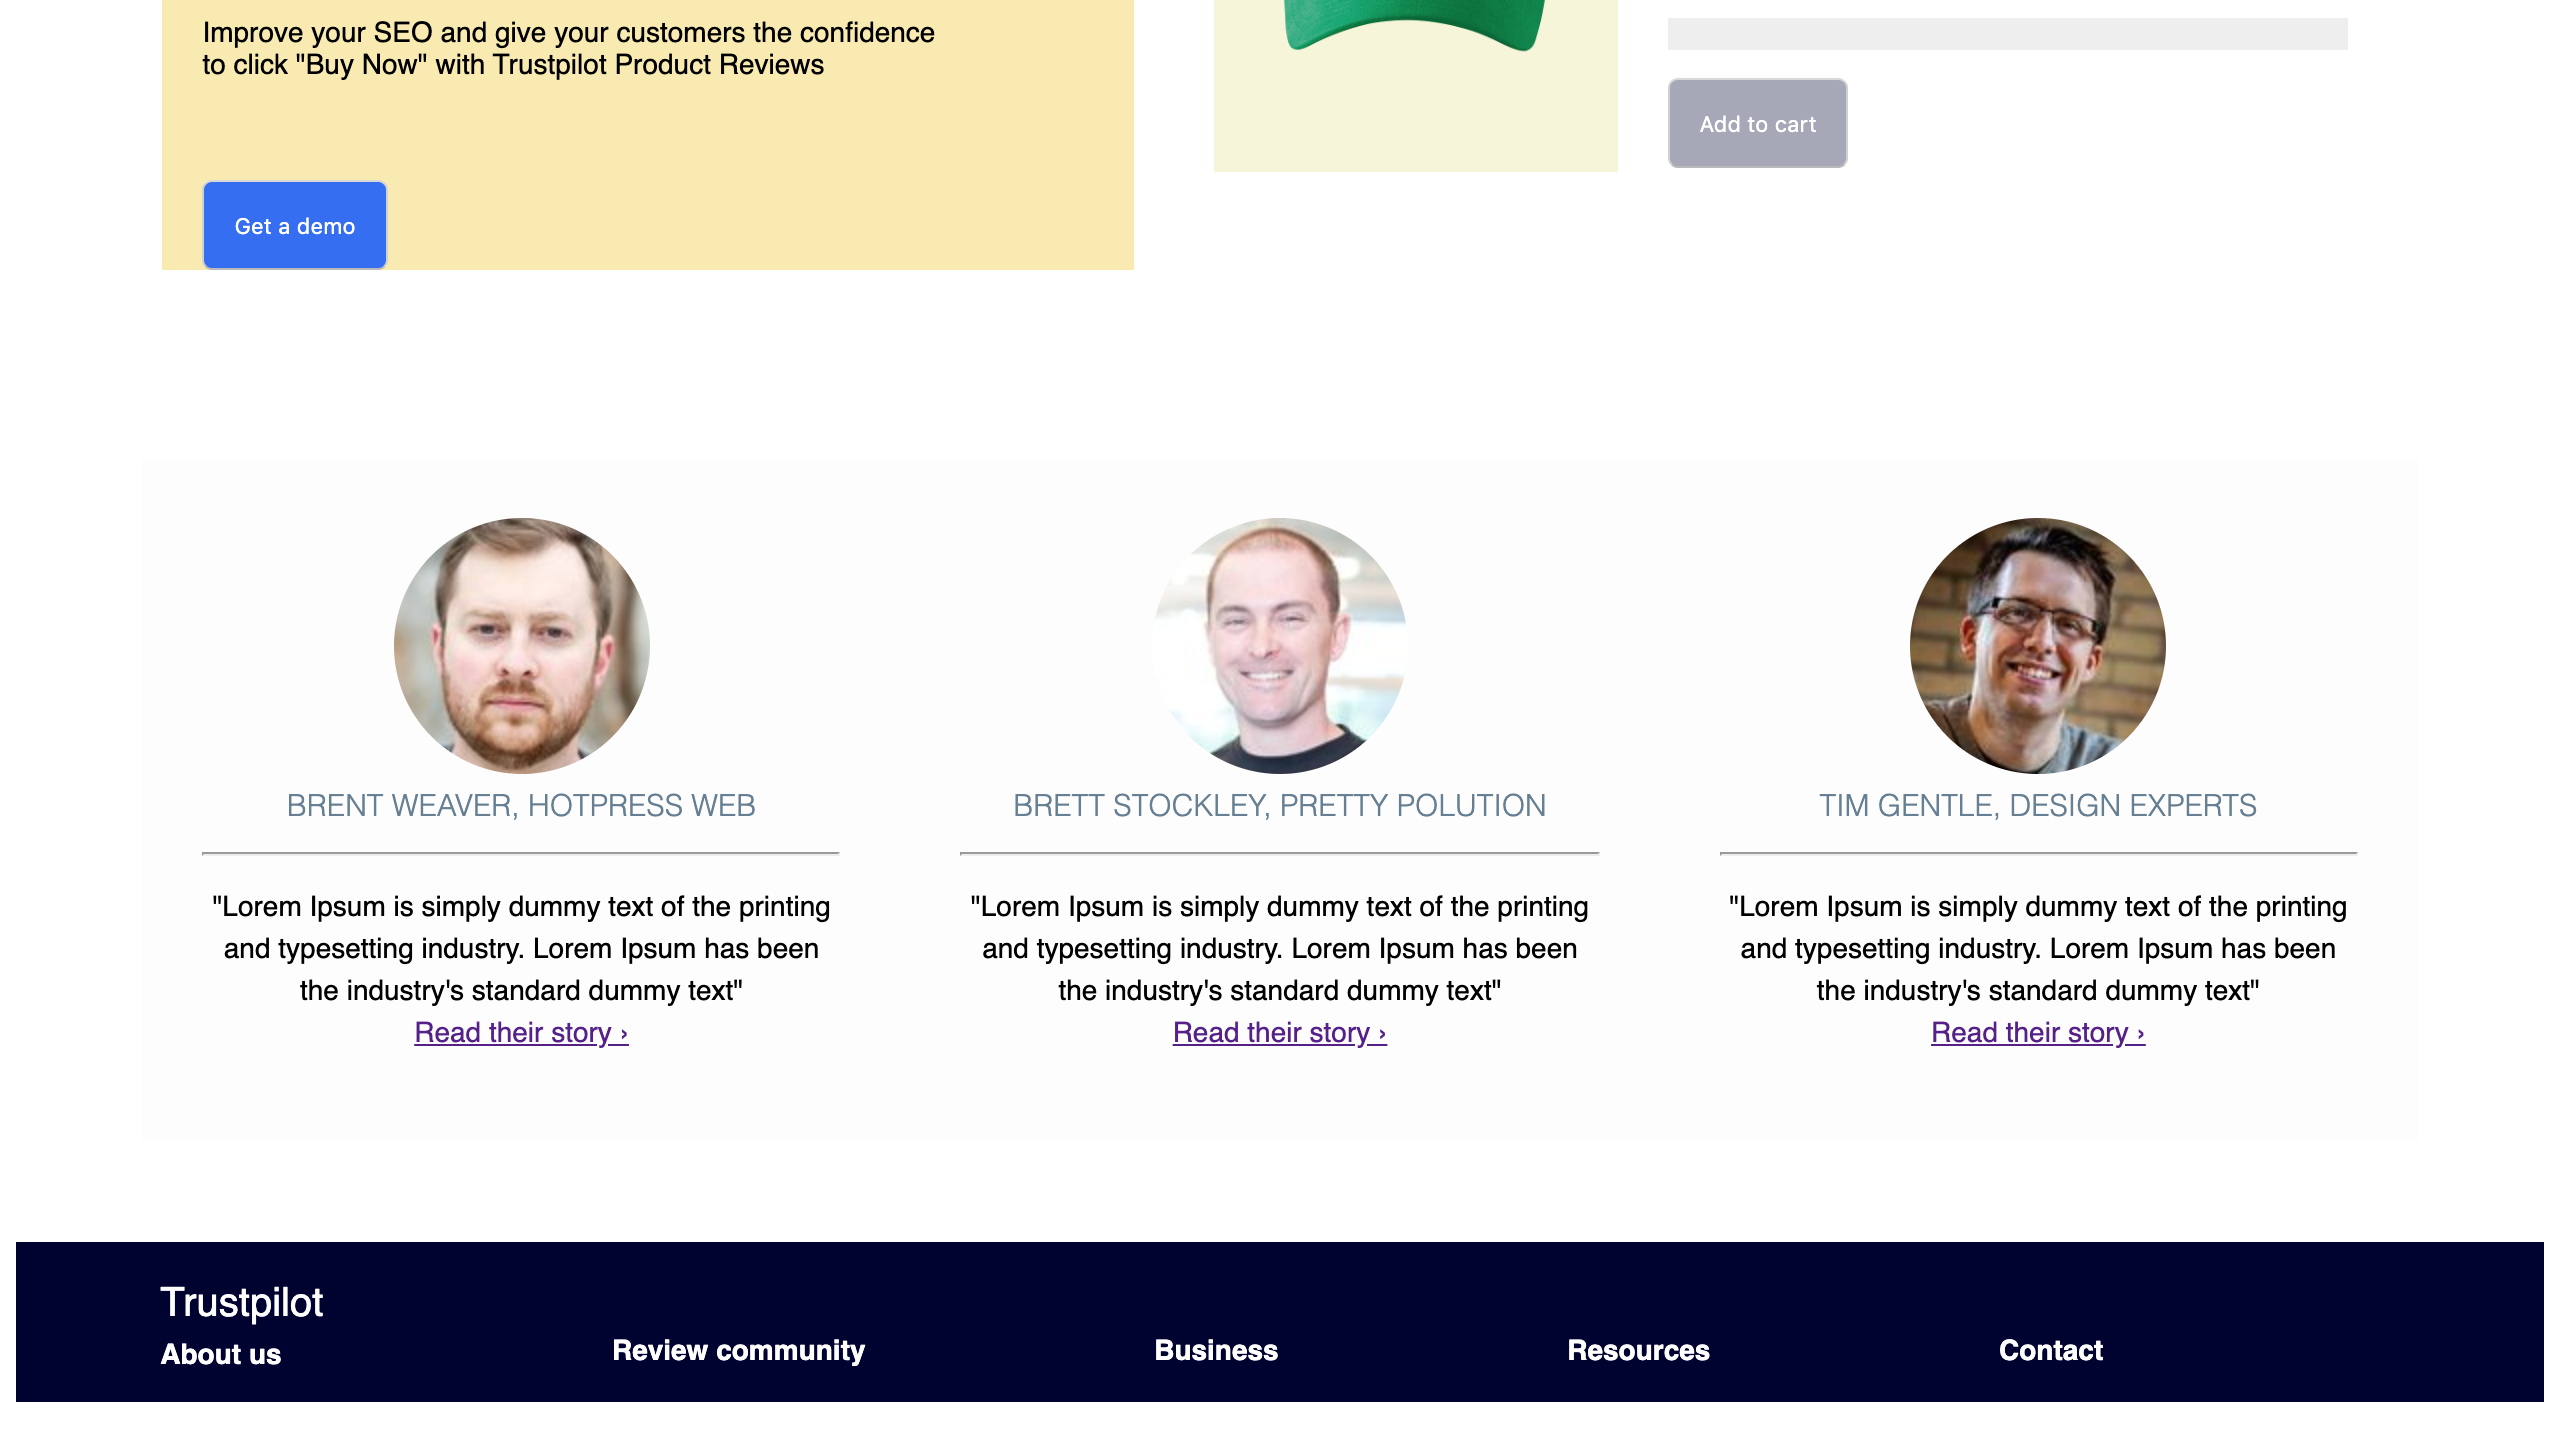 Improve your SEO and give your customers the confidence
to click "Buy Now" with Trustpilot Product Reviews
Get a demo
Add to cart
BRENT WEAVER, HOTPRESS WEB
"Lorem Ipsum is simply dummy text of the printing
and typesetting industry. Lorem Ipsum has been
the industry's standard dummy text"
Read their story ›
BRETT STOCKLEY, PRETTY POLUTION
"Lorem Ipsum is simply dummy text of the printing
and typesetting industry. Lorem Ipsum has been
the industry's standard dummy text"
Read their story ›
TIM GENTLE, DESIGN EXPERTS
"Lorem Ipsum is simply dummy text of the printing
and typesetting industry. Lorem Ipsum has been
the industry's standard dummy text"
Read their story ›
Trustpilot
About us
Review community
Business
Resources
Contact